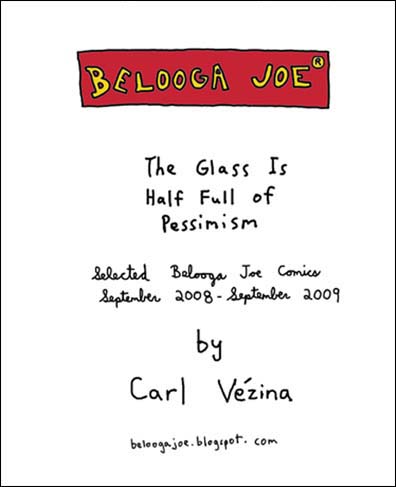 BELOOGA JOE®
The Glass Is
Half Full of
Pessimism
Selected Belooga Joe Comics
September 2008 - September 2009
by
Carl Vézina
beloogajoe.blogspot.com